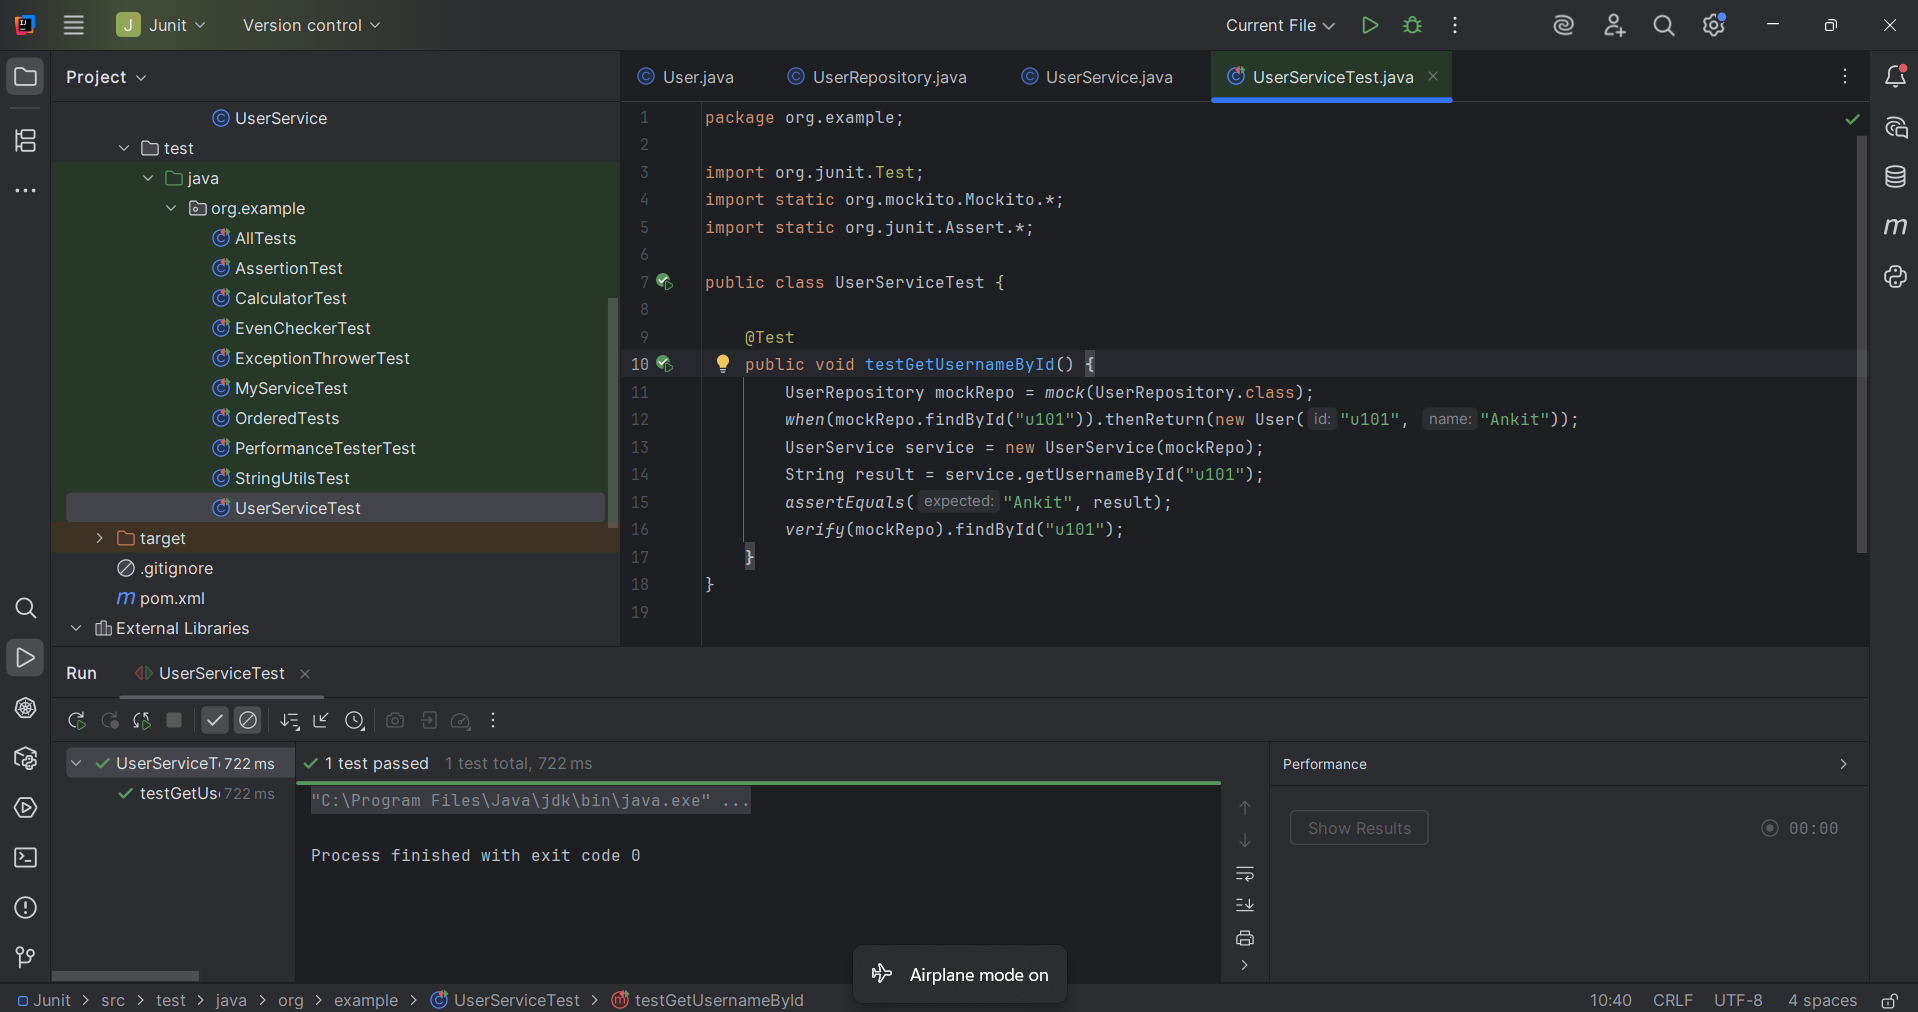 J Junit Version control Current File
Project
UserService
test
java
org.example
AllTests
AssertionTest
CalculatorTest
EvenCheckerTest
ExceptionThrowerTest
MyServiceTest
OrderedTests
PerformanceTesterTest
StringUtilsTest
UserServiceTest
target
.gitignore
pom.xml
External Libraries
User.java UserRepository.java UserService.java UserServiceTest.java
1 package org.example;
2
3 import org.junit.Test;
4 import static org.mockito.Mockito.*;
5 import static org.junit.Assert.*;
6
7 public class UserServiceTest {
8
9 @Test
10 public void testGetUsernameById() {
11 UserRepository mockRepo = mock(UserRepository.class);
12 when(mockRepo.findById("u101")).thenReturn(new User( id: "u101", name: "Ankit"));
13 UserService service = new UserService(mockRepo);
14 String result = service.getUsernameById("u101");
15 assertEquals( expected: "Ankit", result);
16 verify(mockRepo).findById("u101");
17 }
18 }
19
Run UserServiceTest
UserServiceT 722 ms
testGetUs 722 ms
1 test passed 1 test total, 722 ms
"C:\Program Files\Java\jdk\bin\java.exe" ...
Process finished with exit code 0
Performance
Show Results 00:00
Airplane mode on
Junit > src > test > java > org > example > UserServiceTest > testGetUsernameById 10:40 CRLF UTF-8 4 spaces